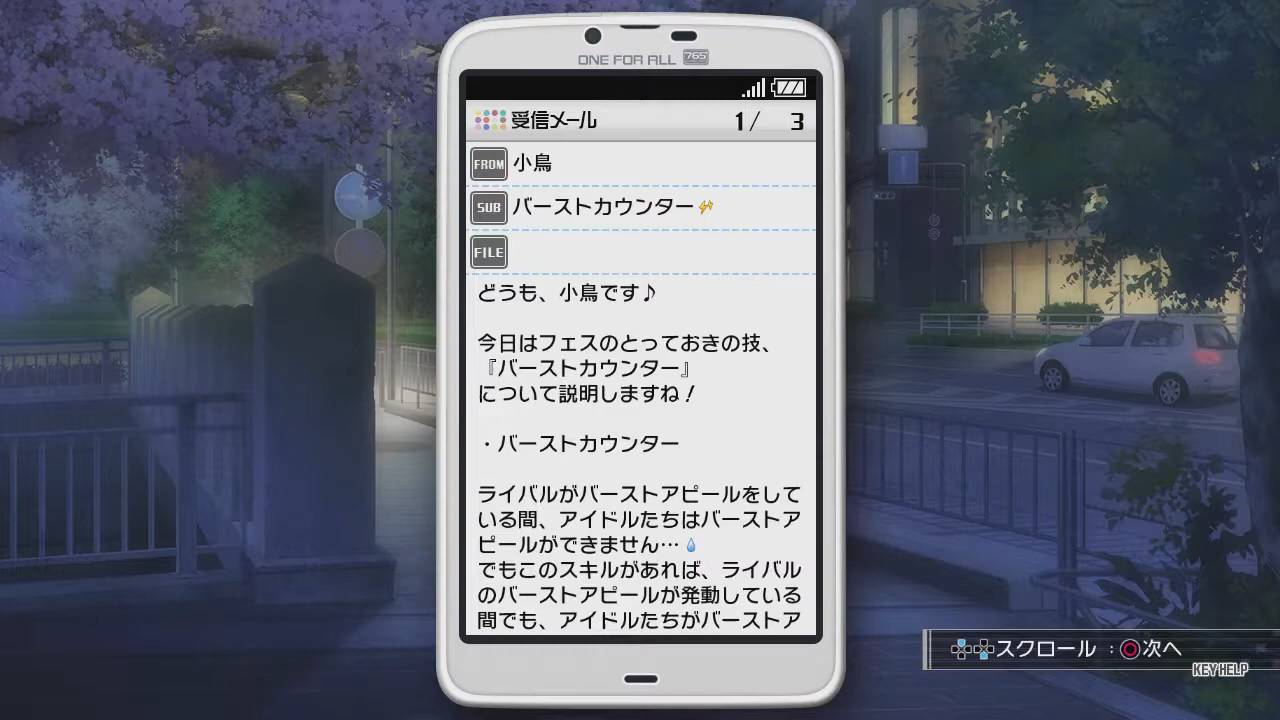 ONE FOR ALL 765
受信メール 1/ 3
FROM 小鳥
SUB バーストカウンター
FILE
どうも、小鳥です♪
今日はフェスのとっておきの技、
『バーストカウンター』
について説明しますね！
・バーストカウンター
ライバルがバーストアピールをして
いる間、アイドルたちはバーストア
ピールができません…
でもこのスキルがあれば、ライバル
のバーストアピールが発動している
間でも、アイドルたちがバーストア
スクロール：次へ
KEY HELP